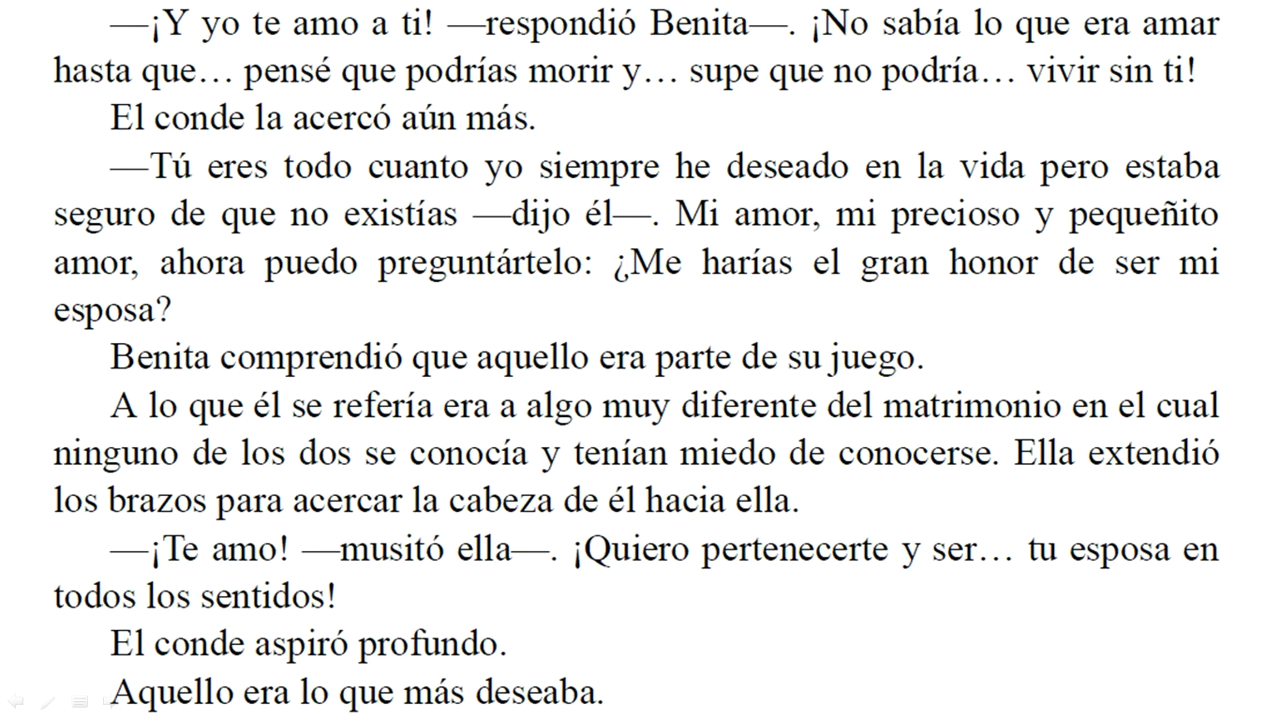 —¡Y yo te amo a ti! —respondió Benita—. ¡No sabía lo que era amar
hasta que… pensé que podrías morir y… supe que no podría… vivir sin ti!
El conde la acercó aún más.
—Tú eres todo cuanto yo siempre he deseado en la vida pero estaba
seguro de que no existías —dijo él—. Mi amor, mi precioso y pequeñito
amor, ahora puedo preguntártelo: ¿Me harías el gran honor de ser mi
esposa?
Benita comprendió que aquello era parte de su juego.
A lo que él se refería era a algo muy diferente del matrimonio en el cual
ninguno de los dos se conocía y tenían miedo de conocerse. Ella extendió
los brazos para acercar la cabeza de él hacia ella.
—¡Te amo! —musitó ella—. ¡Quiero pertenecerte y ser… tu esposa en
todos los sentidos!
El conde aspiró profundo.
Aquello era lo que más deseaba.